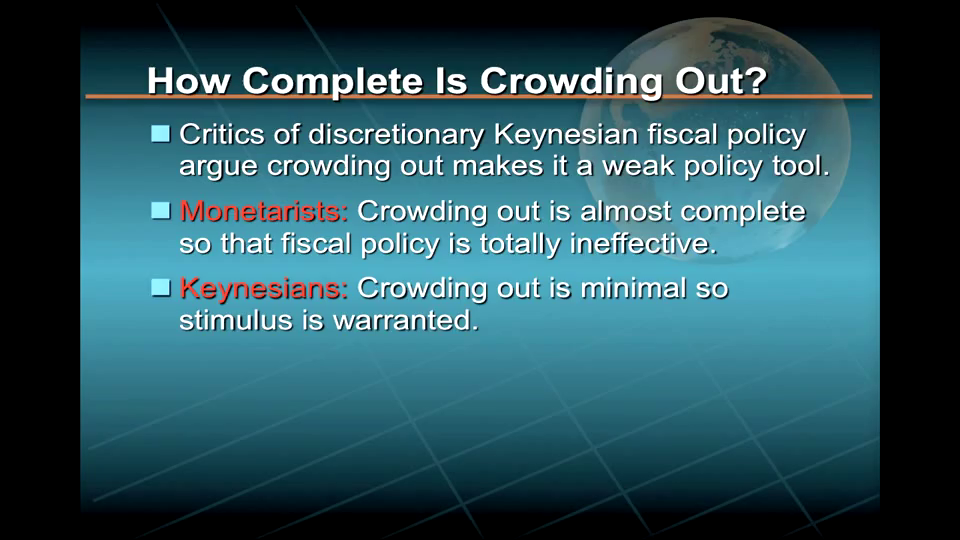 How Complete Is Crowding Out?
Critics of discretionary Keynesian fiscal policy
argue crowding out makes it a weak policy tool.
Monetarists: Crowding out is almost complete
so that fiscal policy is totally ineffective.
Keynesians: Crowding out is minimal so
stimulus is warranted.